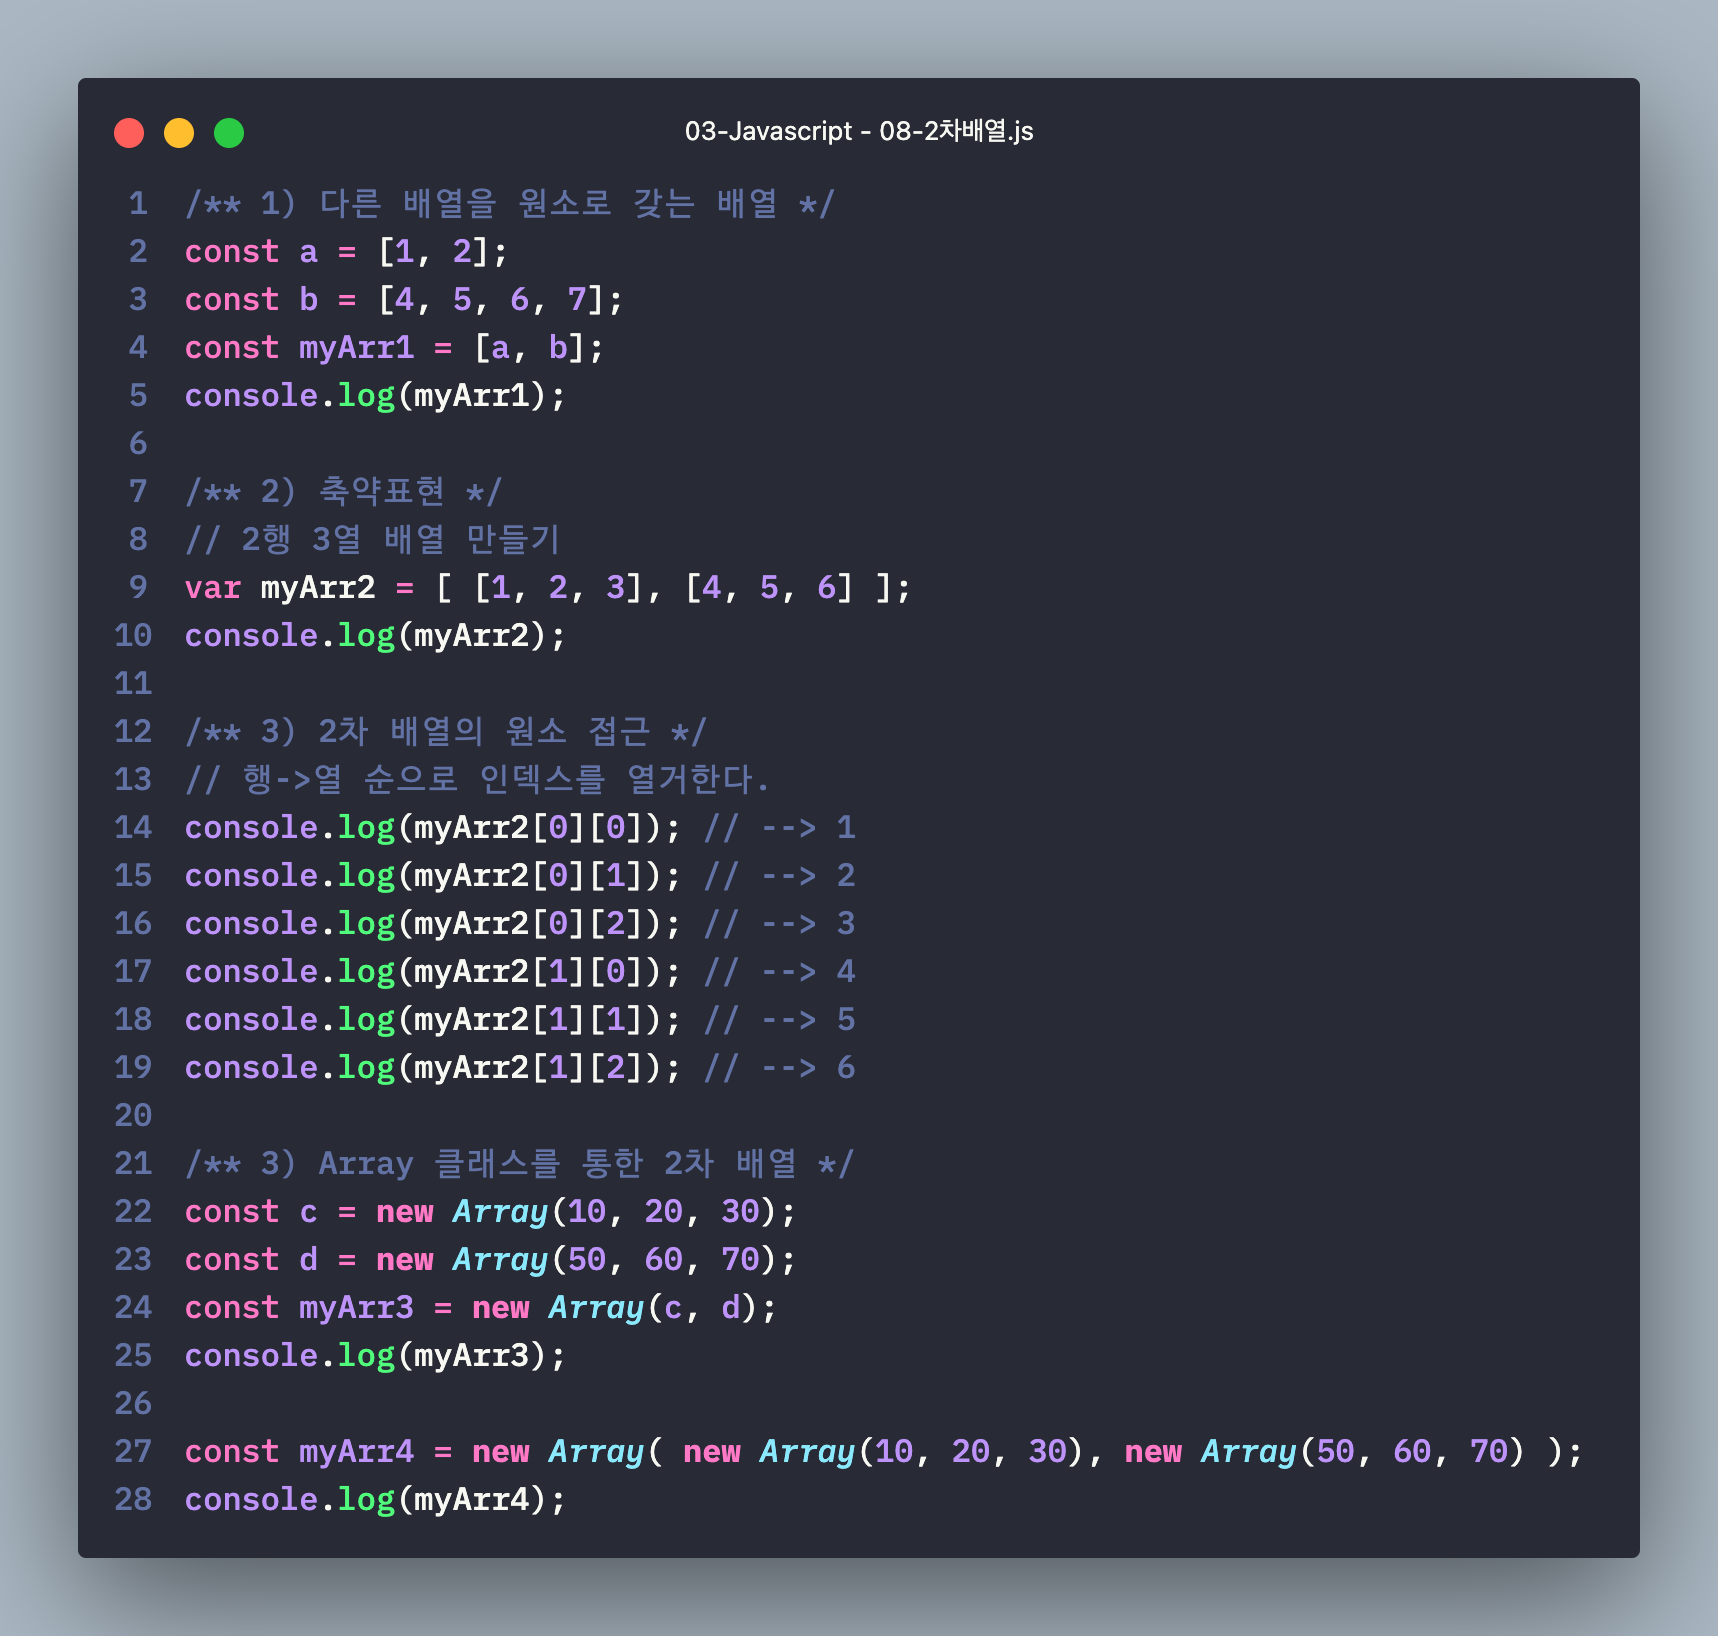 03-Javascript - 08-2차배열.js
1 /** 1) 다른 배열을 원소로 갖는 배열 */
2 const a = [1, 2];
3 const b = [4, 5, 6, 7];
4 const myArr1 = [a, b];
5 console.log(myArr1);
6
7 /** 2) 축약표현 */
8 // 2행 3열 배열 만들기
9 var myArr2 = [ [1, 2, 3], [4, 5, 6] ];
10 console.log(myArr2);
11
12 /** 3) 2차 배열의 원소 접근 */
13 // 행->열 순으로 인덱스를 열거한다.
14 console.log(myArr2[0][0]); // --> 1
15 console.log(myArr2[0][1]); // --> 2
16 console.log(myArr2[0][2]); // --> 3
17 console.log(myArr2[1][0]); // --> 4
18 console.log(myArr2[1][1]); // --> 5
19 console.log(myArr2[1][2]); // --> 6
20
21 /** 3) Array 클래스를 통한 2차 배열 */
22 const c = new Array(10, 20, 30);
23 const d = new Array(50, 60, 70);
24 const myArr3 = new Array(c, d);
25 console.log(myArr3);
26
27 const myArr4 = new Array( new Array(10, 20, 30), new Array(50, 60, 70) );
28 console.log(myArr4);